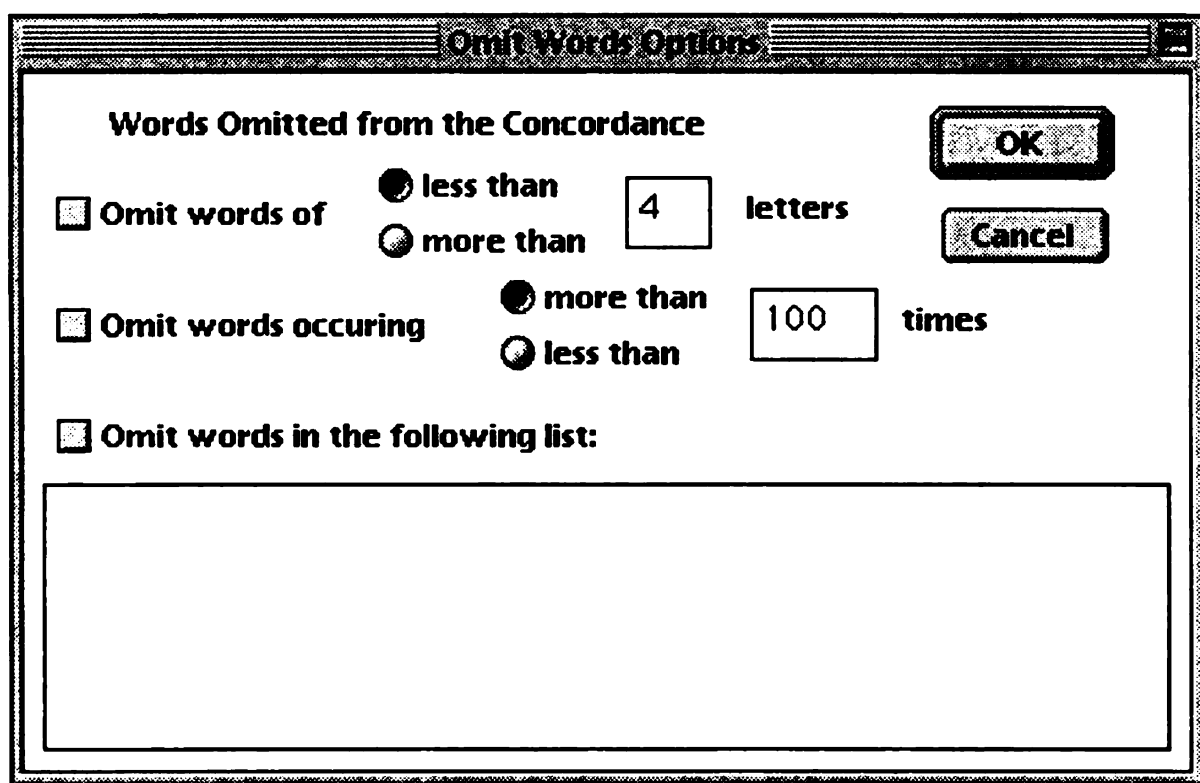 Omit Words Options
Words Omitted from the Concordance
OK
Omit words of
less than
more than
4
letters
Cancel
Omit words occuring
more than
less than
100
times
Omit words in the following list: